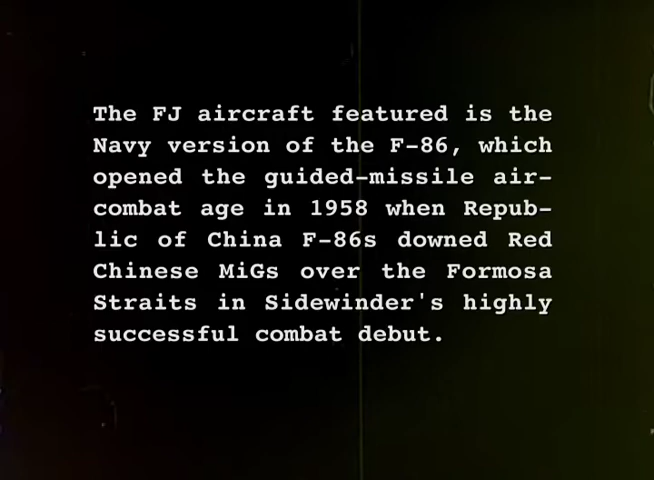 The FJ aircraft featured is the
Navy version of the F-86, which
opened the guided-missile air-
combat age in 1958 when Repub-
lic of China F-86s downed Red
Chinese MiGs over the Formosa
Straits in Sidewinder's highly
successful combat debut.